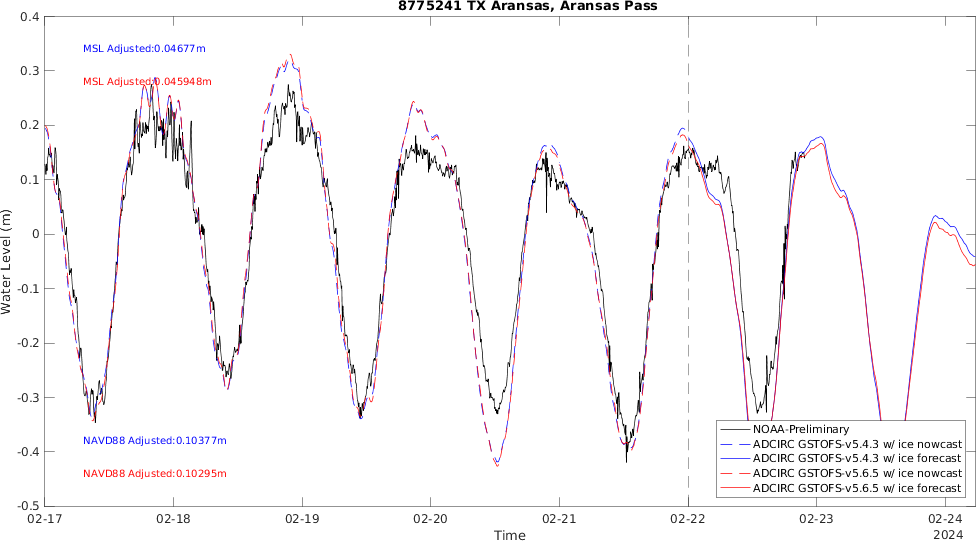 8775241 TX Aransas, Aransas Pass
0.4
0.3
0.2
0.1
0
-0.1
-0.2
-0.3
-0.4
-0.5
Water Level (m)
MSL Adjusted:0.04677m
MSL Adjusted:0.045948m
NAVD88 Adjusted:0.10377m
NAVD88 Adjusted:0.10295m
NOAA-Preliminary
ADCIRC GSTOFS-v5.4.3 w/ ice nowcast
ADCIRC GSTOFS-v5.4.3 w/ ice forecast
ADCIRC GSTOFS-v5.6.5 w/ ice nowcast
ADCIRC GSTOFS-v5.6.5 w/ ice forecast
02-17 02-18 02-19 02-20 02-21 02-22 02-23 02-24
Time
2024